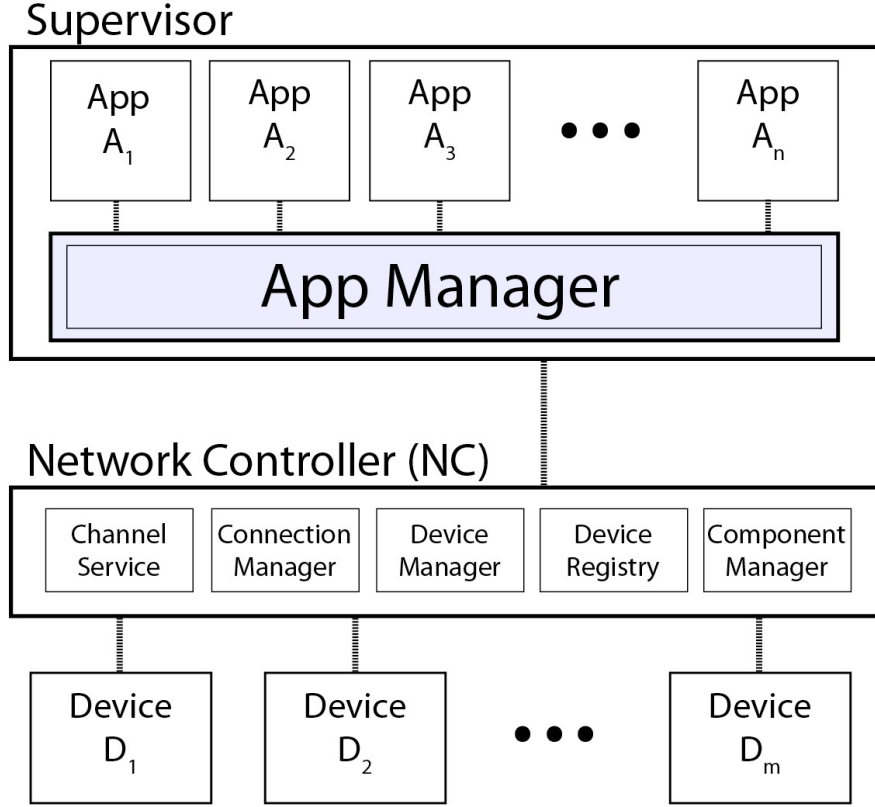 Supervisor
App
A₁
App
A₂
App
A₃
•••
App
Aₙ
App Manager
Network Controller (NC)
Channel
Service
Connection
Manager
Device
Manager
Device
Registry
Component
Manager
Device
D₁
Device
D₂
•••
Device
Dₘ